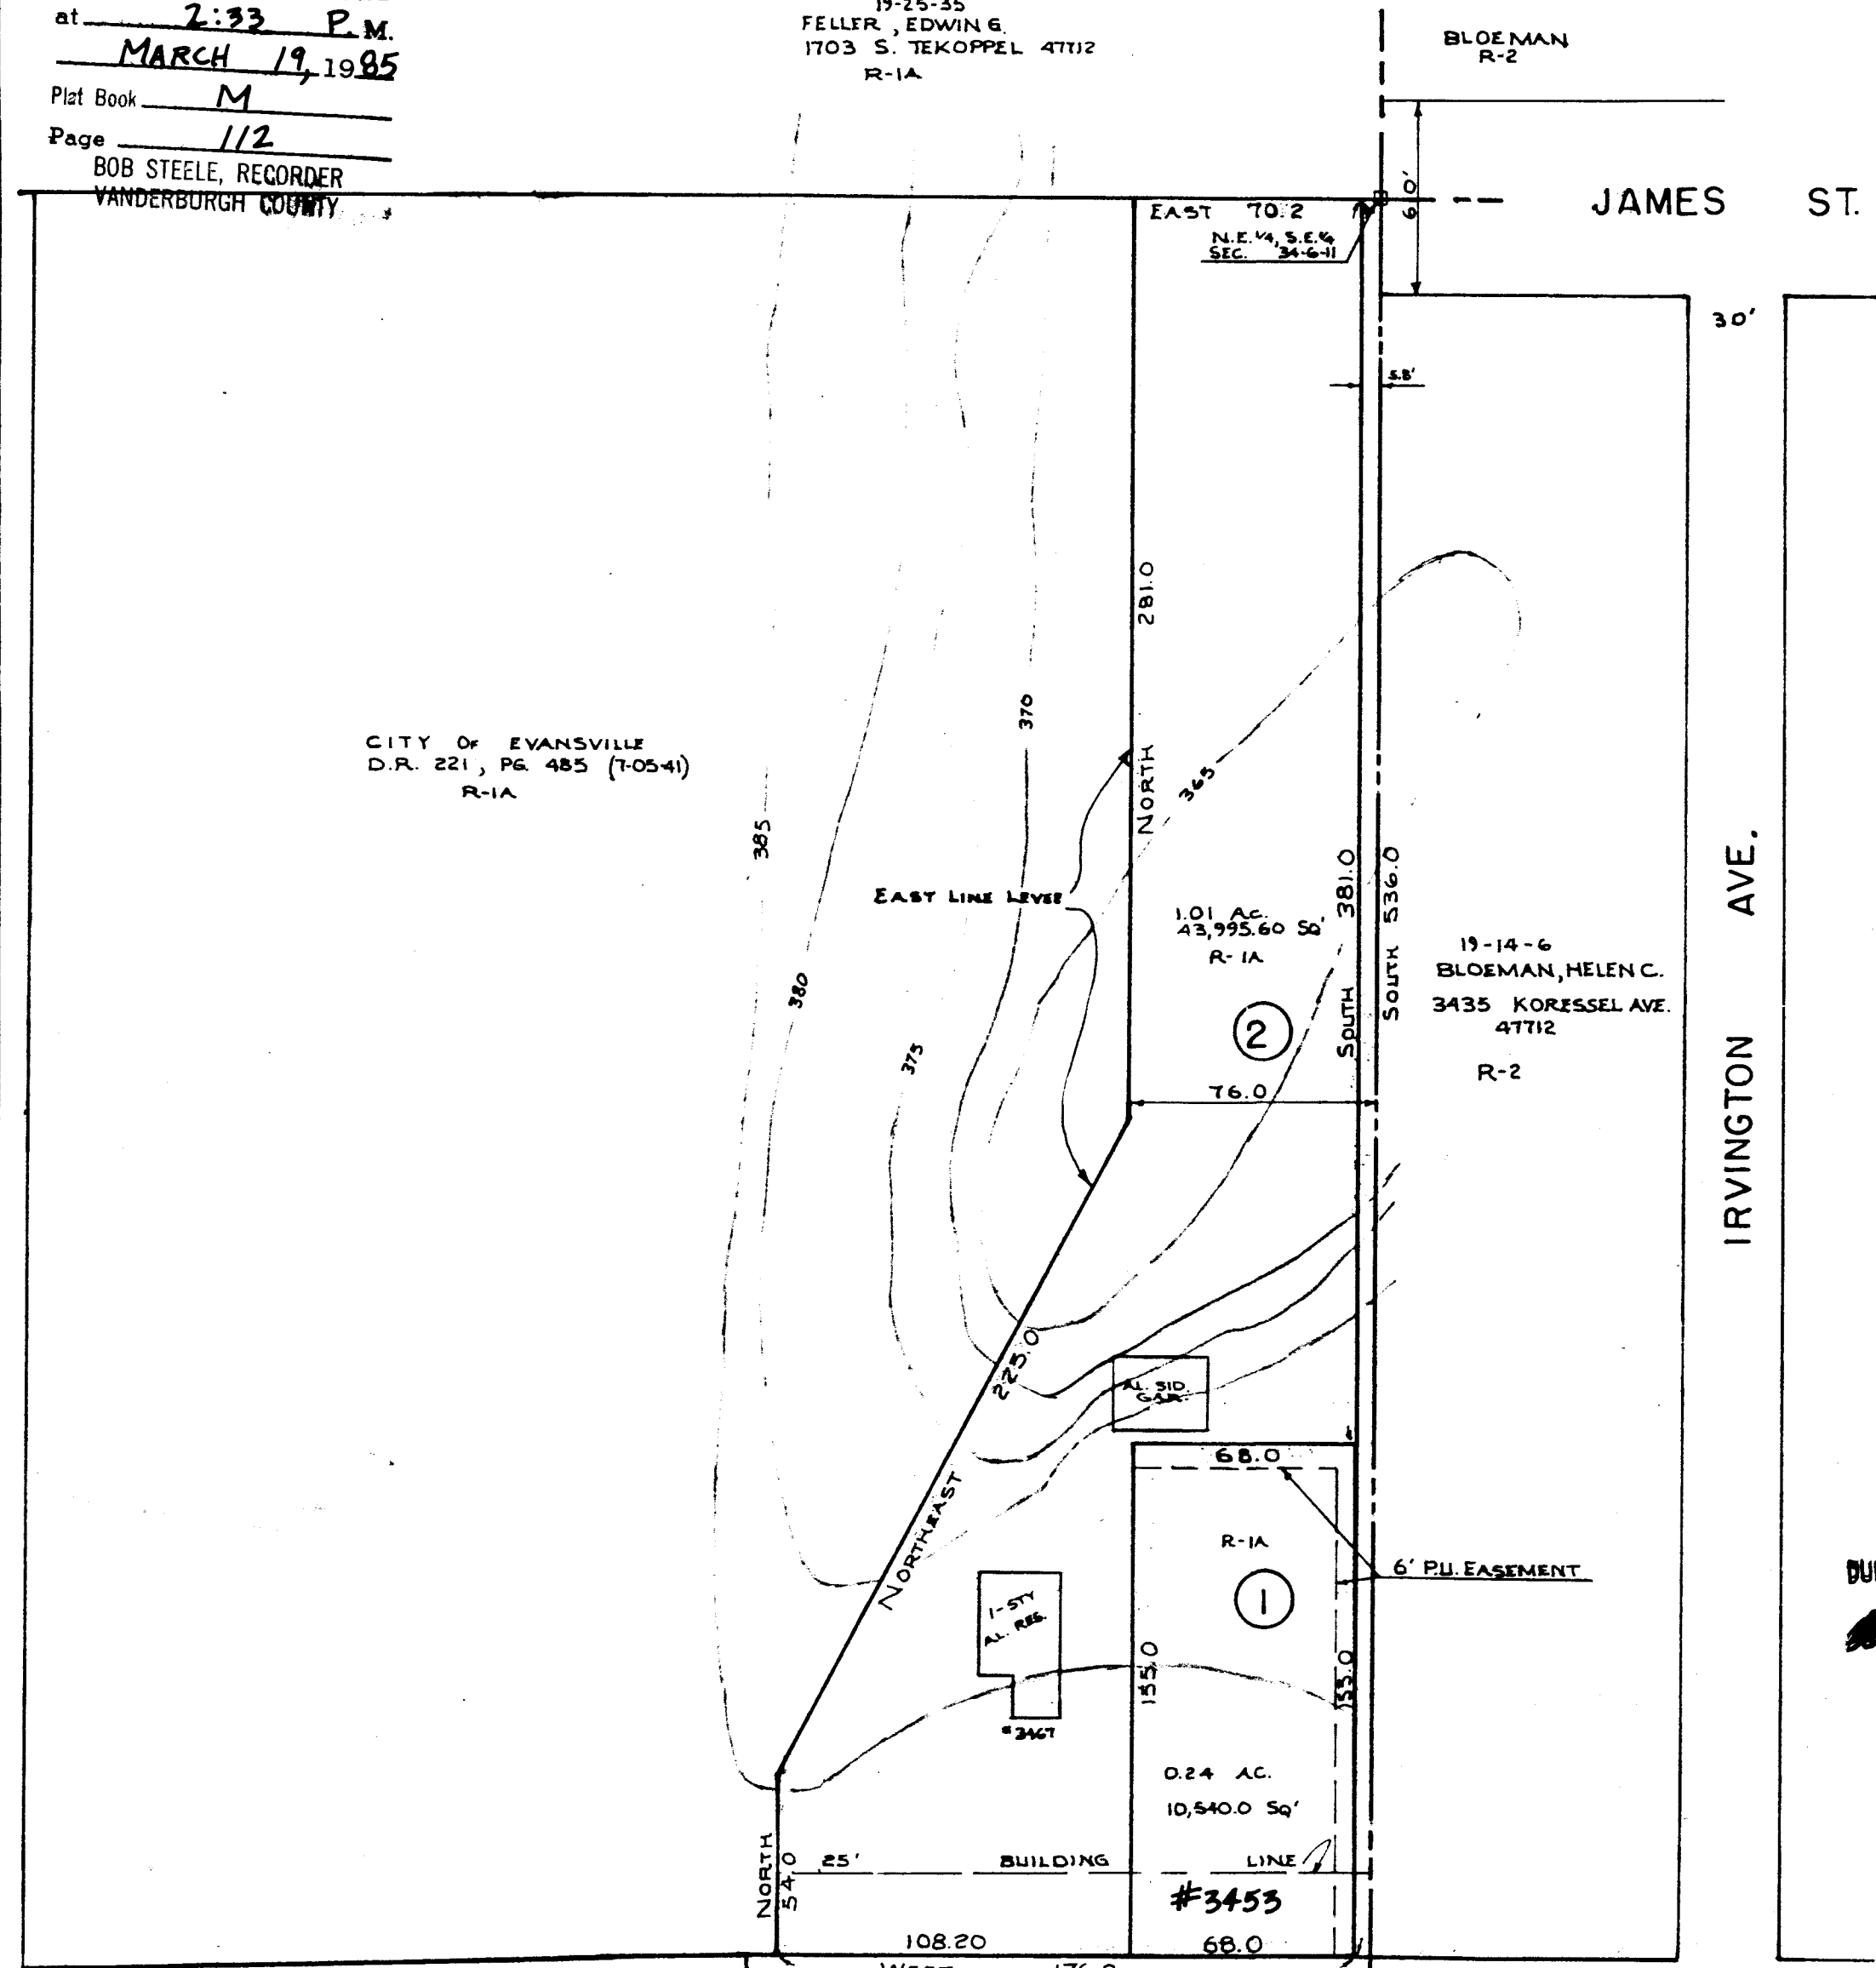 at 2:33 P. M.
MARCH 19, 1985
Plat Book M
Page 112
BOB STEELE, RECORDER
VANDERBURGH COUNTY
19-25-35
FELLER, EDWIN G.
1703 S. TEKOPPEL 47712
R-1A
BLOEMAN
R-2
60'
JAMES ST.
EAST 70.2
N.E. 1/4, S.E. 1/4
SEC. 34-6-11
30'
5.8'
281.0
NORTH
370
365
385
380
375
CITY OF EVANSVILLE
D.R. 221, PG. 485 (7-05-41)
R-1A
EAST LINE LEVEE
1.01 AC.
43,995.60 SQ'
R-1A
2
SOUTH 381.0
SOUTH 536.0
19-14-6
BLOEMAN, HELEN C.
3435 KORESSEL AVE.
47712
R-2
IRVINGTON AVE.
76.0
225.0
NORTHEAST
AL. SID.
GAR.
68.0
R-1A
1
6' P.U. EASEMENT
1-STY
AL. RES.
#3467
155.0
155.0
0.24 AC.
10,540.0 SQ'
NORTH
54.0
25' BUILDING LINE
#3453
108.20
68.0